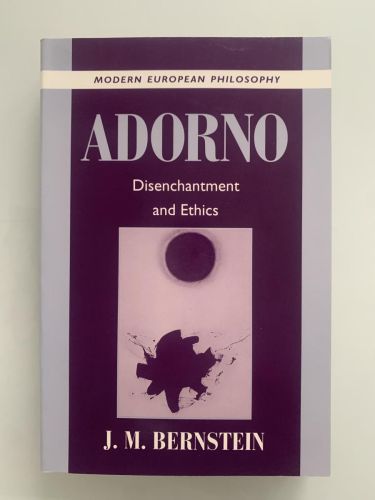 MODERN EUROPEAN PHILOSOPHY
ADORNO
Disenchantment
and Ethics
J. M. BERNSTEIN